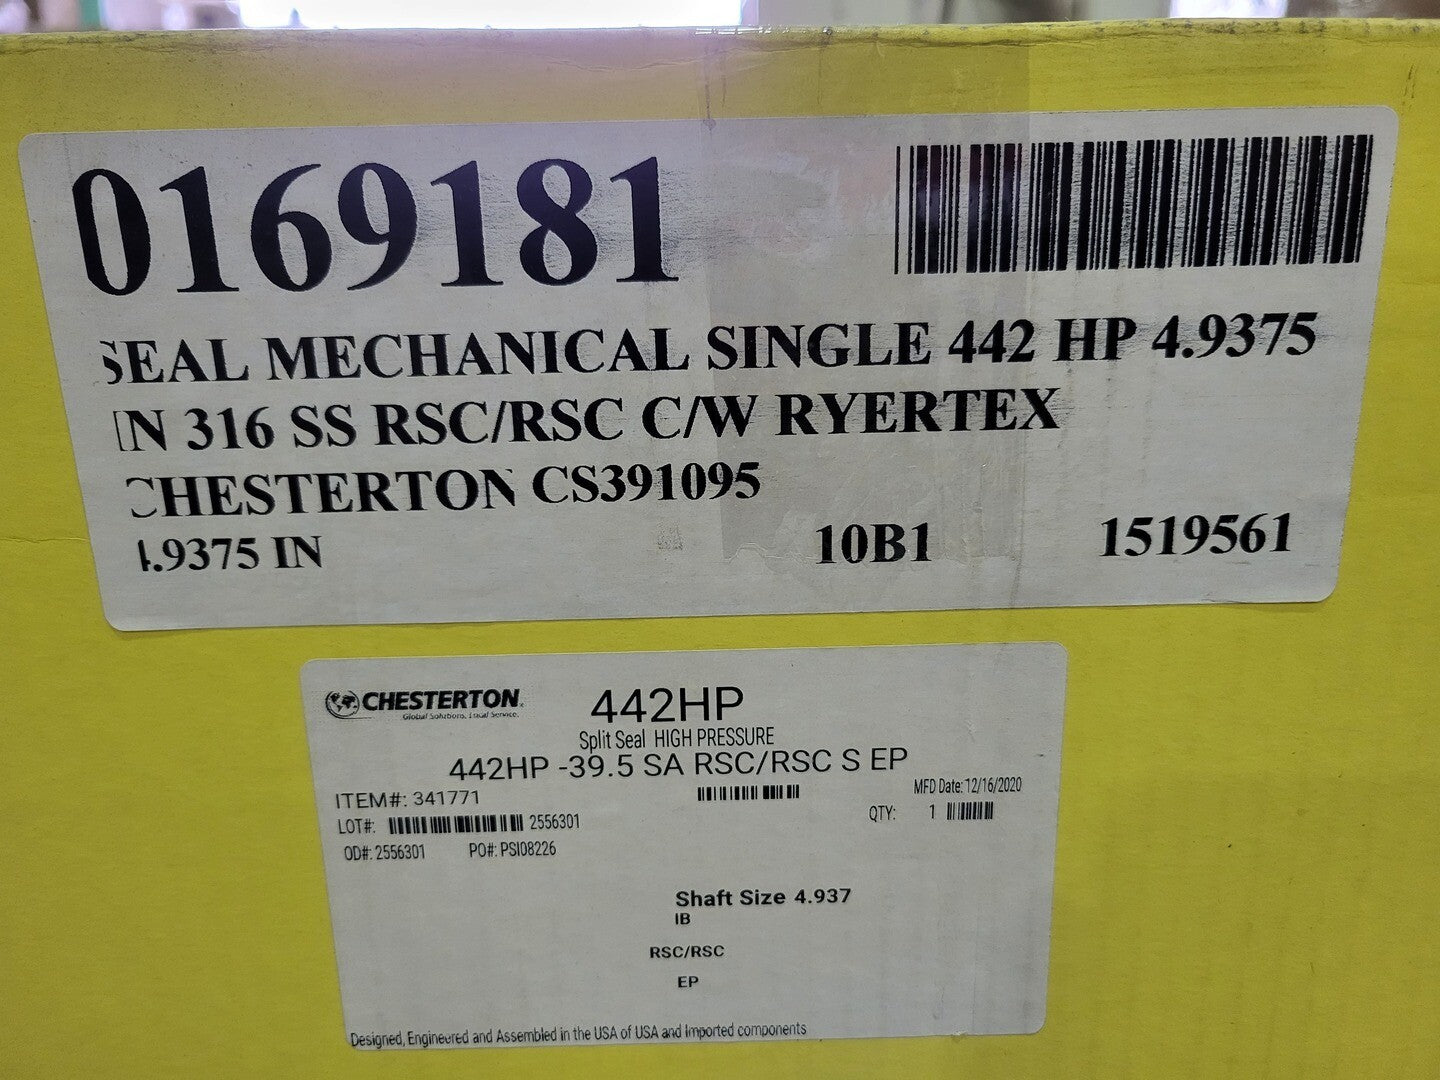 0169181
SEAL MECHANICAL SINGLE 442 HP 4.9375
IN 316 SS RSC/RSC C/W RYERTEX
CHESTERTON CS391095
4.9375 IN 10B1 1519561
CHESTERTON
Global Solutions, Local Service.
442HP
Split Seal HIGH PRESSURE
442HP -39.5 SA RSC/RSC S EP
ITEM#: 341771
MFD Date: 12/16/2020
LOT#: 2556301
QTY: 1
OD#: 2556301 PO#: PSI08226
Shaft Size 4.937
IB
RSC/RSC
EP
Designed, Engineered and Assembled in the USA of USA and Imported components